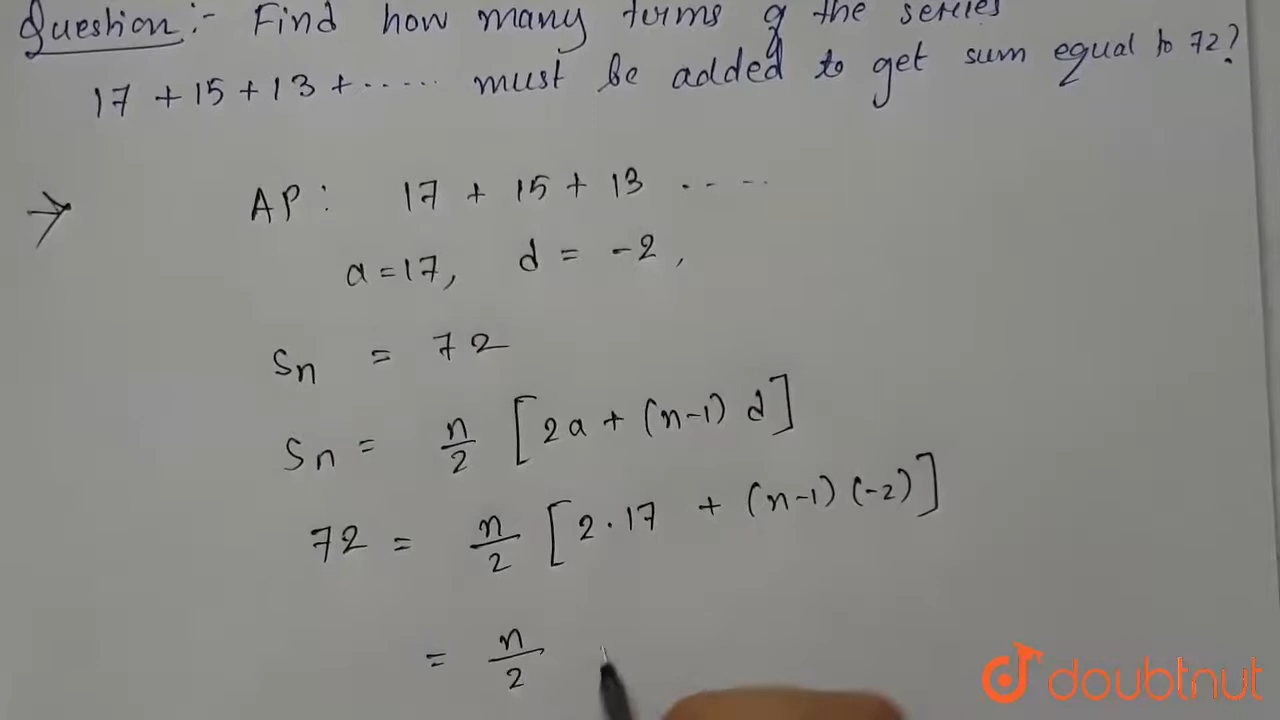 Question:- Find how many terms of the series
17 + 15 + 13 + ..... must be added to get sum equal to 72?
→ AP: 17 + 15 + 13 .....
a = 17, d = -2,
Sn = 72
Sn = n/2 [2a + (n-1) d]
72 = n/2 [2·17 + (n-1) (-2)]
= n/2
doubtnut